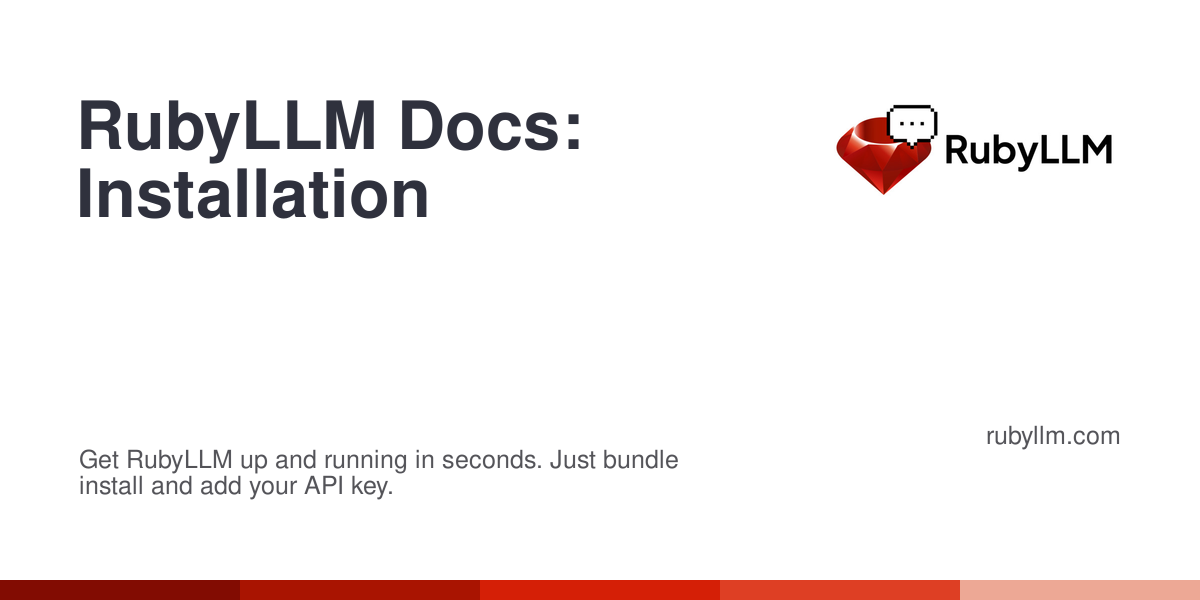 RubyLLM Docs:
Installation
RubyLLM
Get RubyLLM up and running in seconds. Just bundle
install and add your API key.
rubyllm.com